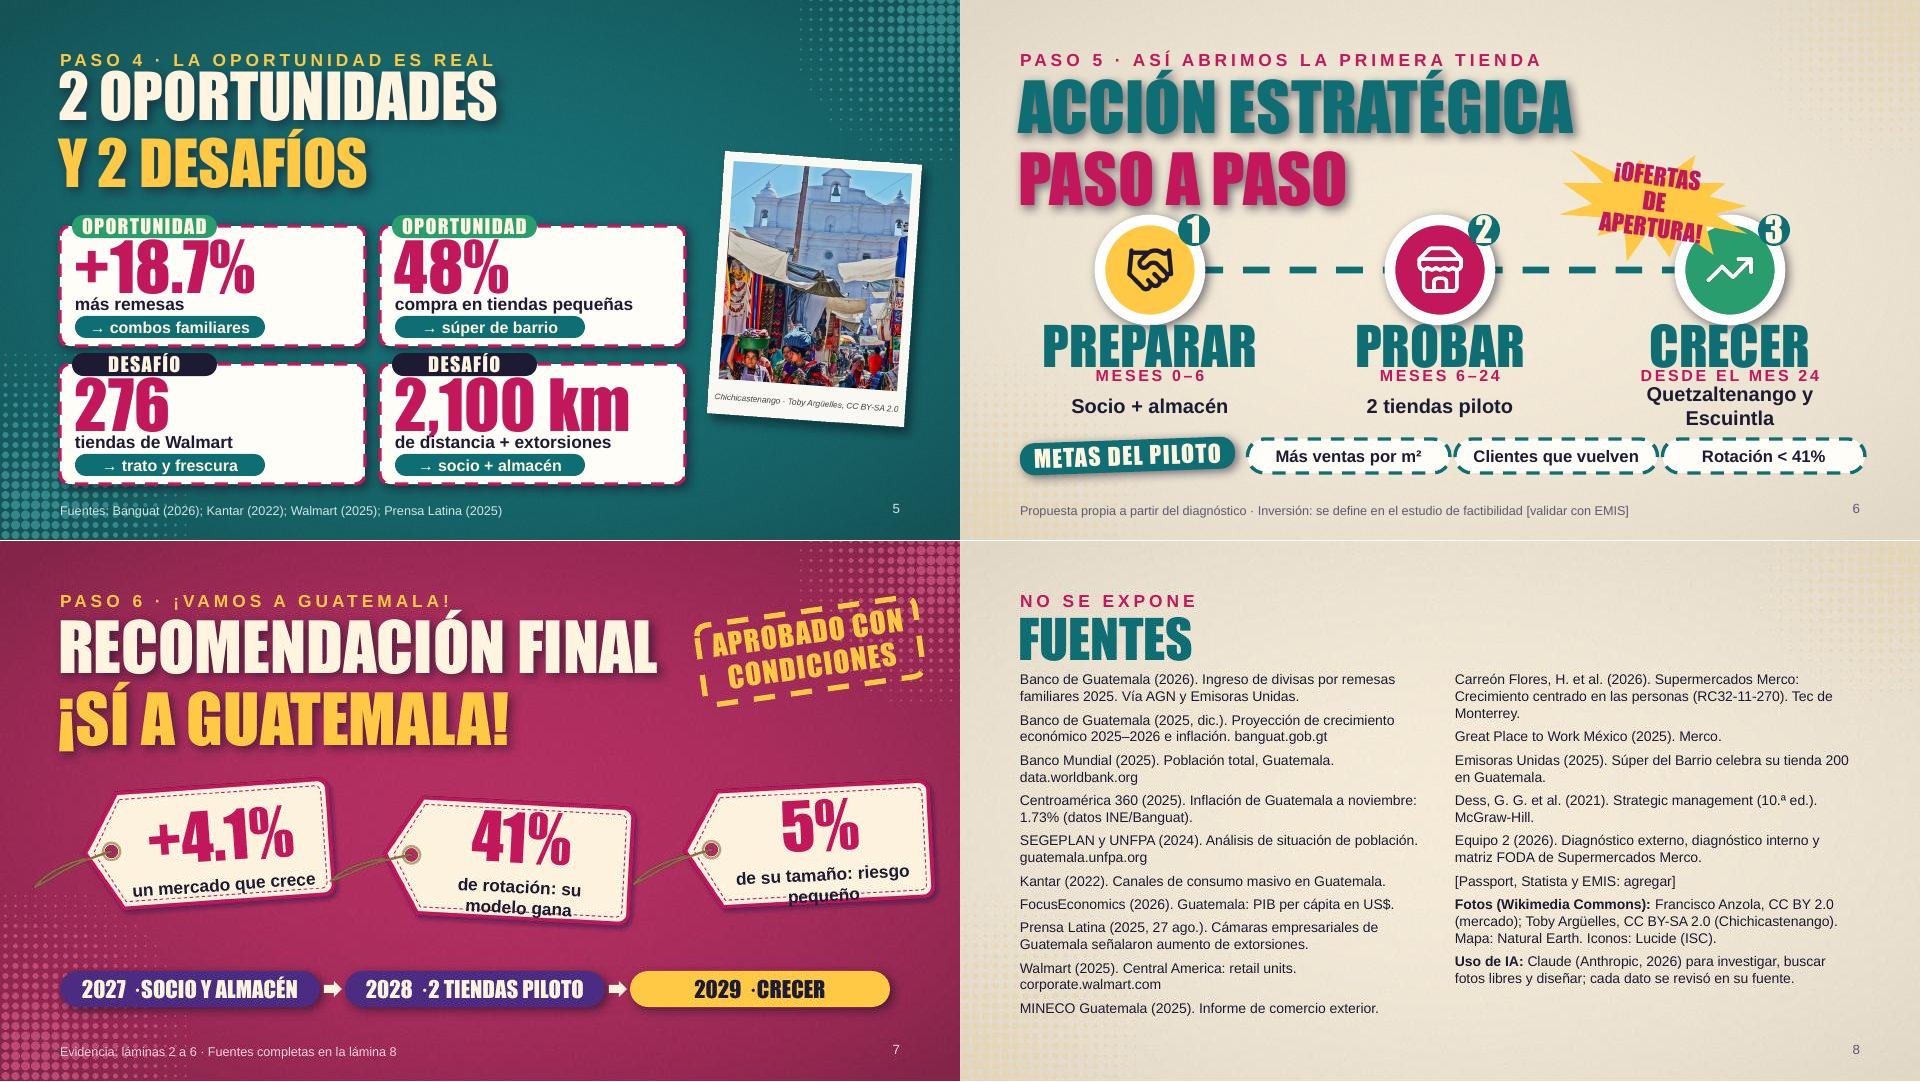 PASO 4 · LA OPORTUNIDAD ES REAL
2 OPORTUNIDADES
Y 2 DESAFÍOS
OPORTUNIDAD
+18.7%
más remesas
→ combos familiares
OPORTUNIDAD
48%
compra en tiendas pequeñas
→ súper de barrio
DESAFÍO
276
tiendas de Walmart
→ trato y frescura
DESAFÍO
2,100 km
de distancia + extorsiones
→ socio + almacén
Chichicastenango · Toby Argüelles, CC BY-SA 2.0
Fuentes: Banguat (2026); Kantar (2022); Walmart (2025); Prensa Latina (2025)
5
PASO 5 · ASÍ ABRIMOS LA PRIMERA TIENDA
ACCIÓN ESTRATÉGICA
PASO A PASO
¡OFERTAS
DE
APERTURA!
1
2
3
PREPARAR
MESES 0–6
Socio + almacén
PROBAR
MESES 6–24
2 tiendas piloto
CRECER
DESDE EL MES 24
Quetzaltenango y
Escuintla
METAS DEL PILOTO
Más ventas por m²
Clientes que vuelven
Rotación < 41%
Propuesta propia a partir del diagnóstico · Inversión: se define en el estudio de factibilidad [validar con EMIS]
6
PASO 6 · ¡VAMOS A GUATEMALA!
RECOMENDACIÓN FINAL
¡SÍ A GUATEMALA!
APROBADO CON
CONDICIONES
+4.1%
un mercado que crece
41%
de rotación: su
modelo gana
5%
de su tamaño: riesgo
pequeño
2027 ·SOCIO Y ALMACÉN
2028 ·2 TIENDAS PILOTO
2029 ·CRECER
Evidencia: láminas 2 a 6 · Fuentes completas en la lámina 8
7
NO SE EXPONE
FUENTES
Banco de Guatemala (2026). Ingreso de divisas por remesas
familiares 2025. Vía AGN y Emisoras Unidas.
Banco de Guatemala (2025, dic.). Proyección de crecimiento
económico 2025–2026 e inflación. banguat.gob.gt
Banco Mundial (2025). Población total, Guatemala.
data.worldbank.org
Centroamérica 360 (2025). Inflación de Guatemala a noviembre:
1.73% (datos INE/Banguat).
SEGEPLAN y UNFPA (2024). Análisis de situación de población.
guatemala.unfpa.org
Kantar (2022). Canales de consumo masivo en Guatemala.
FocusEconomics (2026). Guatemala: PIB per cápita en US$.
Prensa Latina (2025, 27 ago.). Cámaras empresariales de
Guatemala señalaron aumento de extorsiones.
Walmart (2025). Central America: retail units.
corporate.walmart.com
MINECO Guatemala (2025). Informe de comercio exterior.
Carreón Flores, H. et al. (2026). Supermercados Merco:
Crecimiento centrado en las personas (RC32-11-270). Tec de
Monterrey.
Great Place to Work México (2025). Merco.
Emisoras Unidas (2025). Súper del Barrio celebra su tienda 200
en Guatemala.
Dess, G. G. et al. (2021). Strategic management (10.ª ed.).
McGraw-Hill.
Equipo 2 (2026). Diagnóstico externo, diagnóstico interno y
matriz FODA de Supermercados Merco.
[Passport, Statista y EMIS: agregar]
Fotos (Wikimedia Commons): Francisco Anzola, CC BY 2.0
(mercado); Toby Argüelles, CC BY-SA 2.0 (Chichicastenango).
Mapa: Natural Earth. Iconos: Lucide (ISC).
Uso de IA: Claude (Anthropic, 2026) para investigar, buscar
fotos libres y diseñar; cada dato se revisó en su fuente.
8